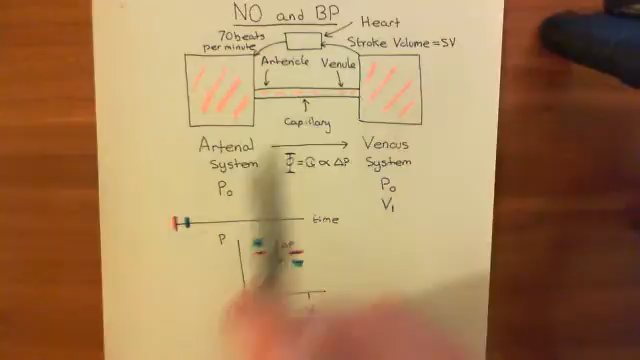 NO and BP
Heart
70 beats
per minute
Stroke Volume = SV
Arteriole
Venule
Capillary
Arterial
System
P₀
Φ = Q ∝ ΔP
Venous
System
P₀
V₁
time
P
ΔP